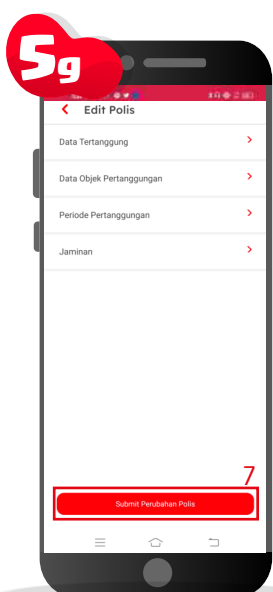 5g
Edit Polis
Data Tertanggung
Data Objek Pertanggungan
Periode Pertanggungan
Jaminan
7
Submit Perubahan Polis